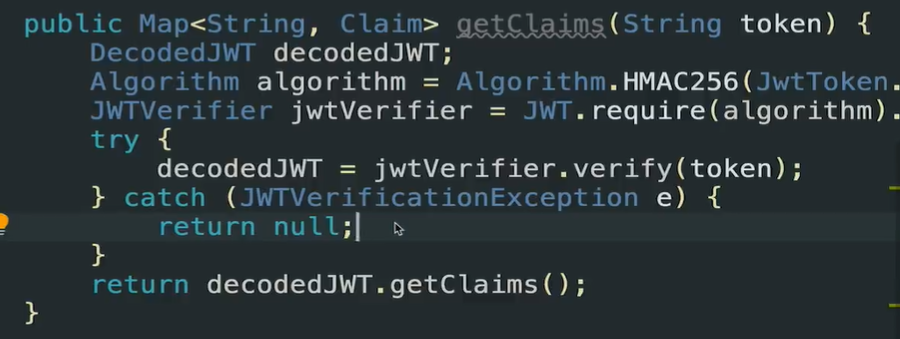 public Map<String, Claim> getClaims(String token) {
DecodedJWT decodedJWT;
Algorithm algorithm = Algorithm.HMAC256(JwtToken.
JWTVerifier jwtVerifier = JWT.require(algorithm).
try {
decodedJWT = jwtVerifier.verify(token);
} catch (JWTVerificationException e) {
return null;
}
return decodedJWT.getClaims();
}